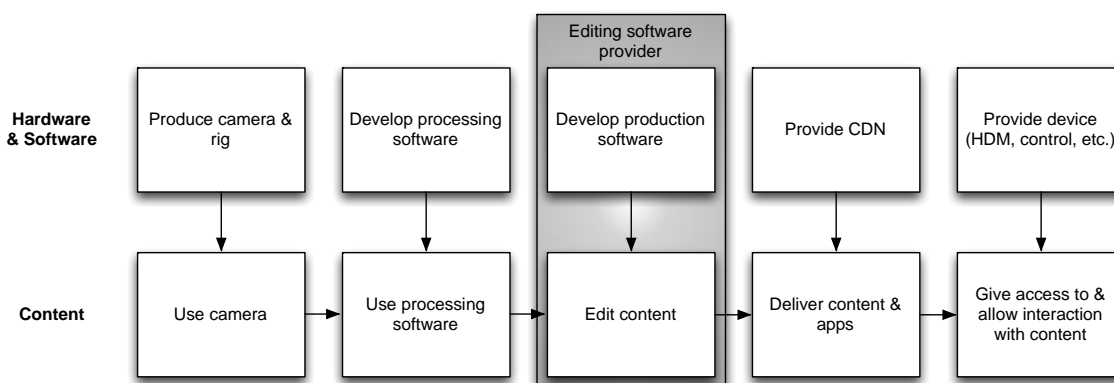 Editing software
provider
Hardware
& Software
Produce camera &
rig
Develop processing
software
Develop production
software
Provide CDN
Provide device
(HDM, control, etc.)
Content
Use camera
Use processing
software
Edit content
Deliver content &
apps
Give access to &
allow interaction
with content